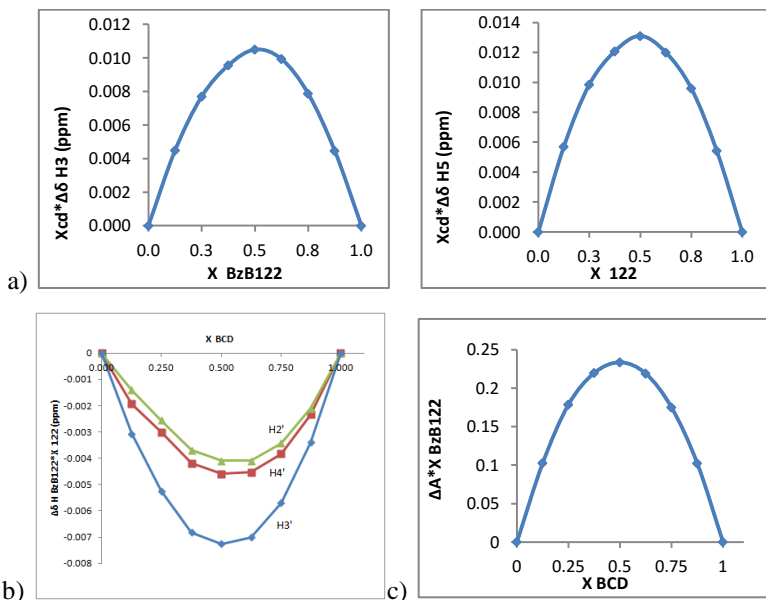 Xcd*Δδ H3 (ppm)
0.012
0.010
0.008
0.006
0.004
0.002
0.000
0.0 0.3 0.5 0.8 1.0
X BzB122
a)
Xcd*Δδ H5 (ppm)
0.014
0.012
0.010
0.008
0.006
0.004
0.002
0.000
0.0 0.3 0.5 0.8 1.0
X 122
X BCD
0.000 0.250 0.500 0.750 1.000
0
-0.001
-0.002
-0.003
-0.004
-0.005
-0.006
-0.007
-0.008
Δδ H BzB122*X 122 (ppm)
H2'
H4'
H3'
b)
ΔA*X BzB122
0.25
0.2
0.15
0.1
0.05
0
0 0.25 0.5 0.75 1
X BCD
c)